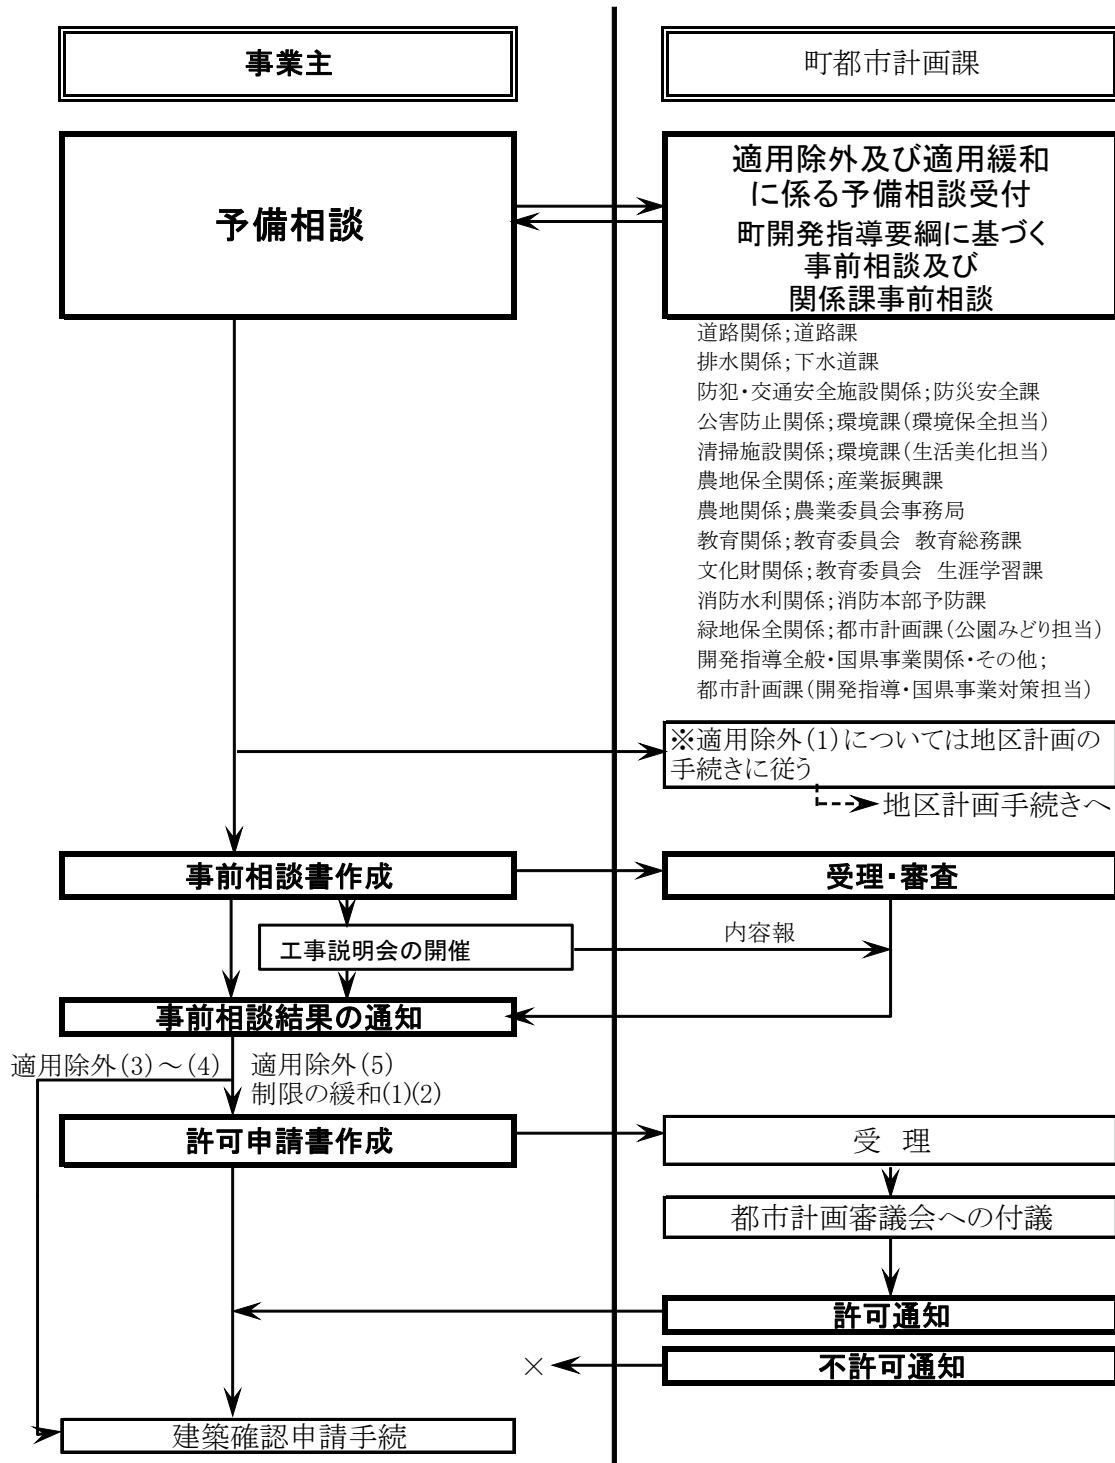 事業主
町都市計画課
予備相談
適用除外及び適用緩和
に係る予備相談受付
町開発指導要綱に基づく
事前相談及び
関係課事前相談
道路関係;道路課
排水関係;下水道課
防犯・交通安全施設関係;防災安全課
公害防止関係;環境課(環境保全担当)
清掃施設関係;環境課(生活美化担当)
農地保全関係;産業振興課
農地関係;農業委員会事務局
教育関係;教育委員会 教育総務課
文化財関係;教育委員会 生涯学習課
消防水利関係;消防本部予防課
緑地保全関係;都市計画課(公園みどり担当)
開発指導全般・国県事業関係・その他;
都市計画課(開発指導・国県事業対策担当)
※適用除外(1)については地区計画の
手続きに従う
地区計画手続きへ
事前相談書作成
受理・審査
工事説明会の開催
内容報
事前相談結果の通知
適用除外(3)～(4)
適用除外(5)
制限の緩和(1)(2)
許可申請書作成
受 理
都市計画審議会への付議
許可通知
×
不許可通知
建築確認申請手続